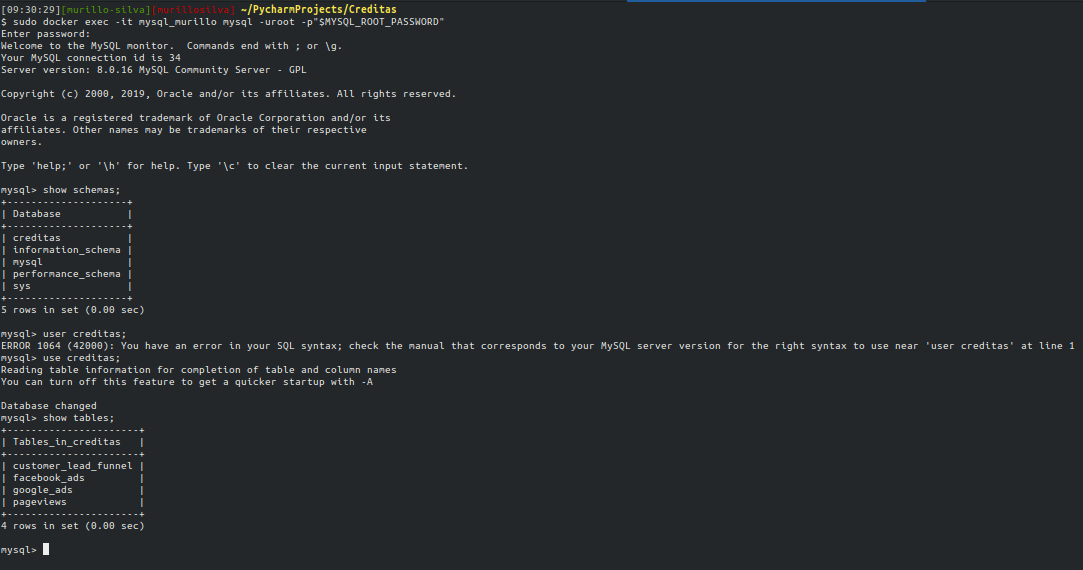 [09:30:29][murillo-silva][murillosilva] ~/PycharmProjects/Creditas
$ sudo docker exec -it mysql_murillo mysql -uroot -p"$MYSQL_ROOT_PASSWORD"
Enter password:
Welcome to the MySQL monitor.  Commands end with ; or \g.
Your MySQL connection id is 34
Server version: 8.0.16 MySQL Community Server - GPL

Copyright (c) 2000, 2019, Oracle and/or its affiliates. All rights reserved.

Oracle is a registered trademark of Oracle Corporation and/or its
affiliates. Other names may be trademarks of their respective
owners.

Type 'help;' or '\h' for help. Type '\c' to clear the current input statement.

mysql> show schemas;
+--------------------+
| Database           |
+--------------------+
| creditas           |
| information_schema |
| mysql              |
| performance_schema |
| sys                |
+--------------------+
5 rows in set (0.00 sec)

mysql> user creditas;
ERROR 1064 (42000): You have an error in your SQL syntax; check the manual that corresponds to your MySQL server version for the right syntax to use near 'user creditas' at line 1
mysql> use creditas;
Reading table information for completion of table and column names
You can turn off this feature to get a quicker startup with -A

Database changed
mysql> show tables;
+----------------------+
| Tables_in_creditas   |
+----------------------+
| customer_lead_funnel |
| facebook_ads         |
| google_ads           |
| pageviews            |
+----------------------+
4 rows in set (0.00 sec)

mysql>